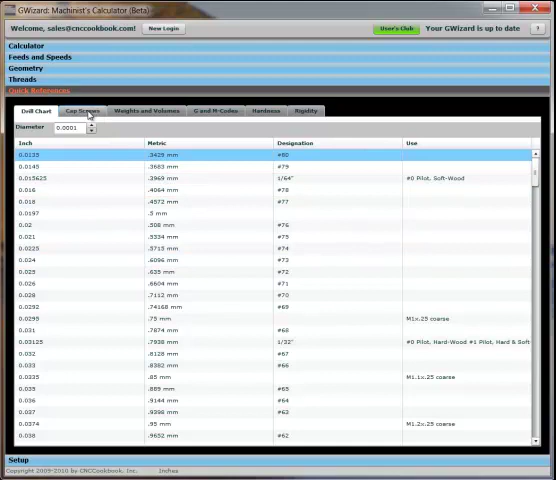 GWizard: Machinist's Calculator (Beta)
Welcome, sales@cnccookbook.com! New Login User's Club Your GWizard is up to date ?
Calculator
Feeds and Speeds
Geometry
Threads
Quick References
Drill Chart Cap Screws Weights and Volumes G and M-Codes Hardness Rigidity
Diameter 0.0001
Inch Metric Designation Use
0.0135 .3429 mm #80
0.0145 .3683 mm #79
0.015625 .3969 mm 1/64" #0 Pilot, Soft-Wood
0.016 .4064 mm #78
0.018 .4572 mm #77
0.0197 .5 mm
0.02 .508 mm #76
0.021 .5334 mm #75
0.0225 .5715 mm #74
0.024 .6096 mm #73
0.025 .635 mm #72
0.026 .6604 mm #71
0.028 .7112 mm #70
0.0292 .74168 mm #69
0.0295 .75 mm M1x.25 coarse
0.031 .7874 mm #68
0.03125 .7938 mm 1/32" #0 Pilot, Hard-Wood #1 Pilot, Hard & Soft
0.032 .8128 mm #67
0.033 .8382 mm #66
0.0335 .85 mm M1.1x.25 coarse
0.035 .889 mm #65
0.036 .9144 mm #64
0.037 .9398 mm #63
0.0374 .95 mm M1.2x.25 coarse
0.038 .9652 mm #62
Setup
Copyright 2009-2010 by CNCCookbook, Inc. Inches